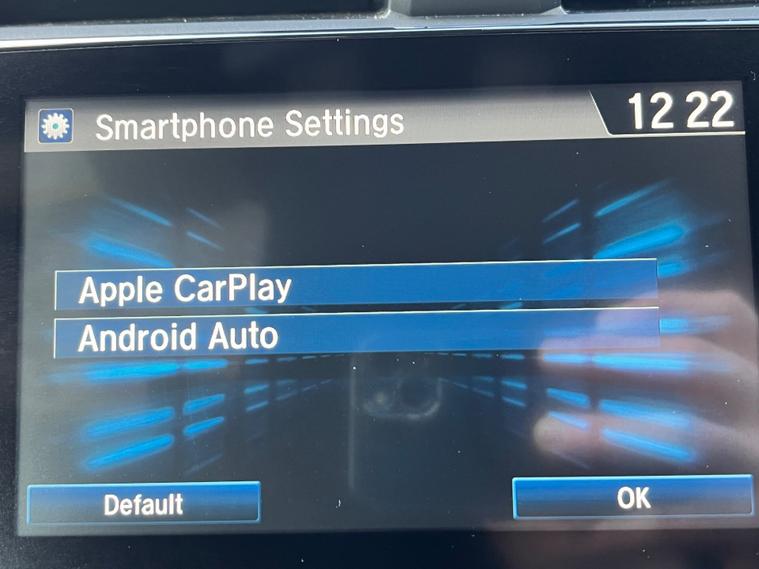 Smartphone Settings
12 22
Apple CarPlay
Android Auto
Default
OK